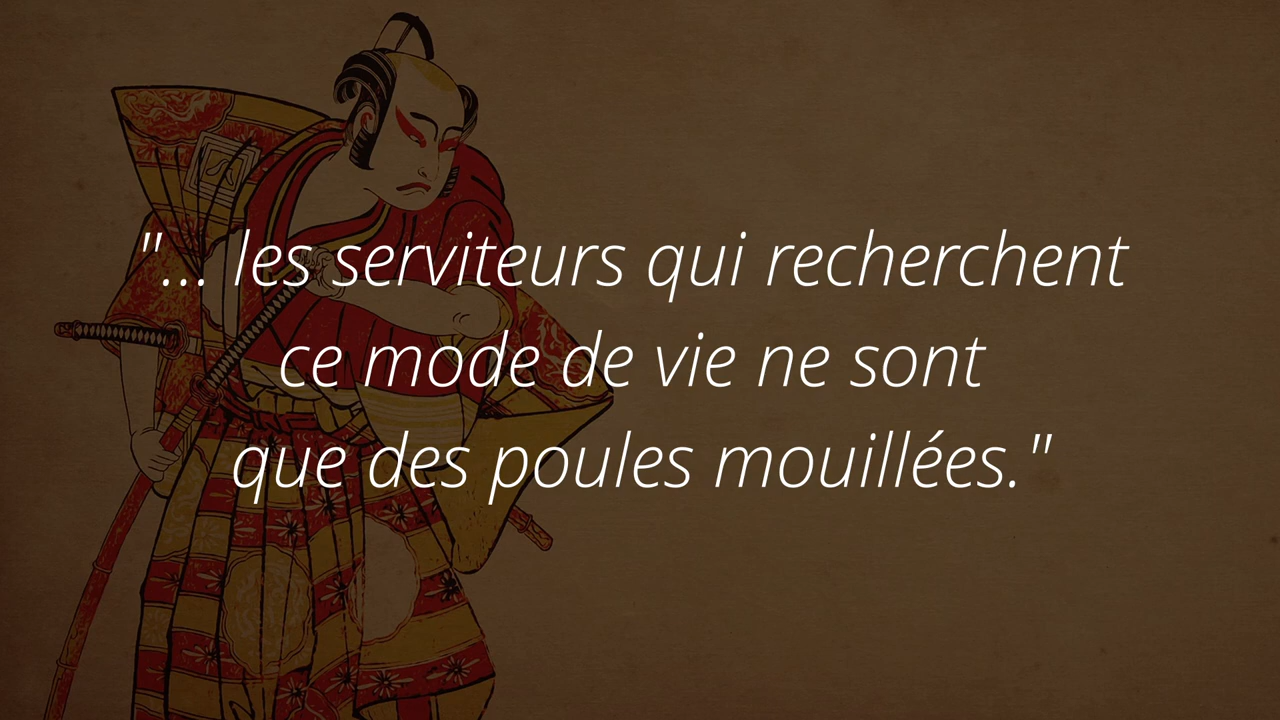 "... les serviteurs qui recherchent
ce mode de vie ne sont
que des poules mouillées."